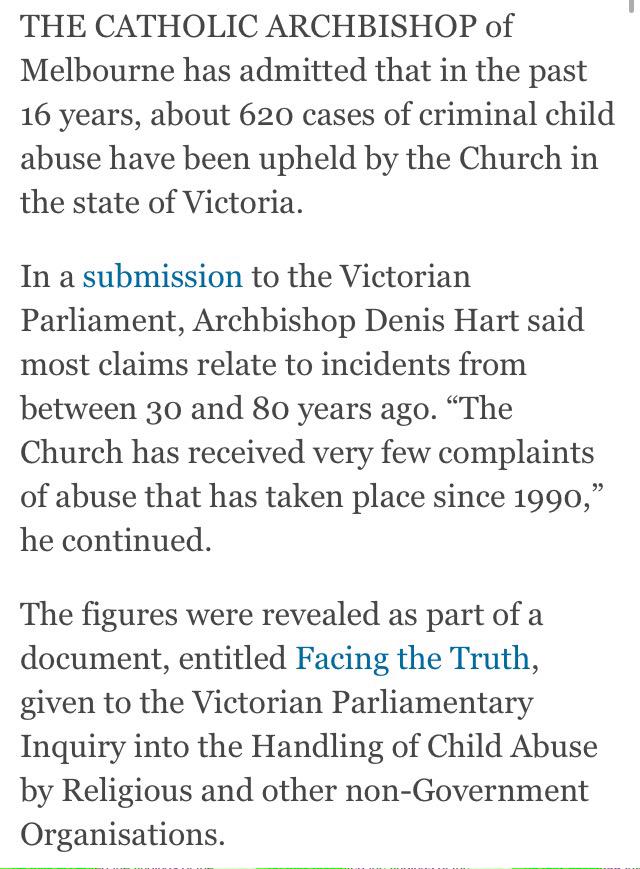 THE CATHOLIC ARCHBISHOP of
Melbourne has admitted that in the past
16 years, about 620 cases of criminal child
abuse have been upheld by the Church in
the state of Victoria.
In a submission to the Victorian
Parliament, Archbishop Denis Hart said
most claims relate to incidents from
between 30 and 80 years ago. “The
Church has received very few complaints
of abuse that has taken place since 1990,”
he continued.
The figures were revealed as part of a
document, entitled Facing the Truth,
given to the Victorian Parliamentary
Inquiry into the Handling of Child Abuse
by Religious and other non-Government
Organisations.